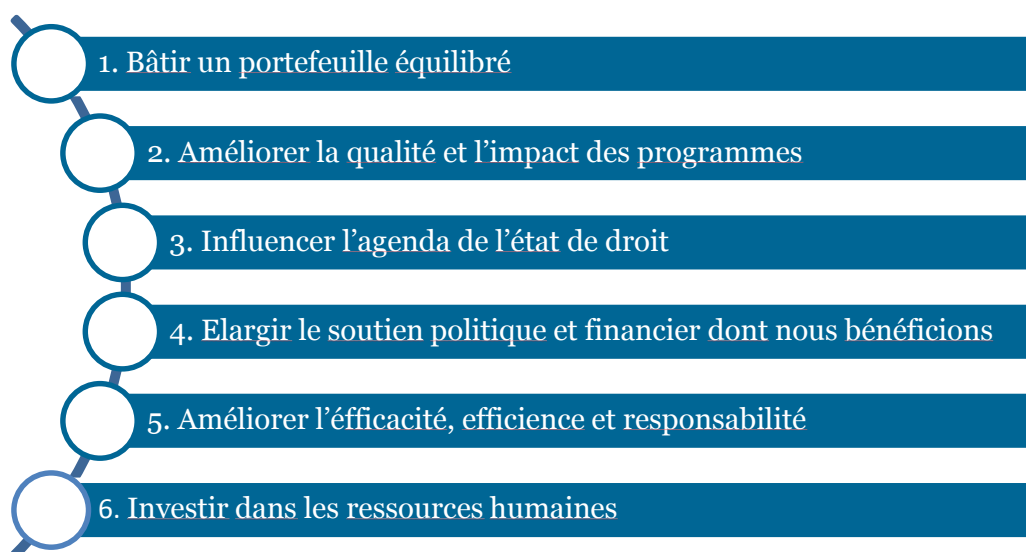 1. Bâtir un portefeuille équilibré
2. Améliorer la qualité et l’impact des programmes
3. Influencer l’agenda de l’état de droit
4. Elargir le soutien politique et financier dont nous bénéficions
5. Améliorer l’éfficacité, efficience et responsabilité
6. Investir dans les ressources humaines